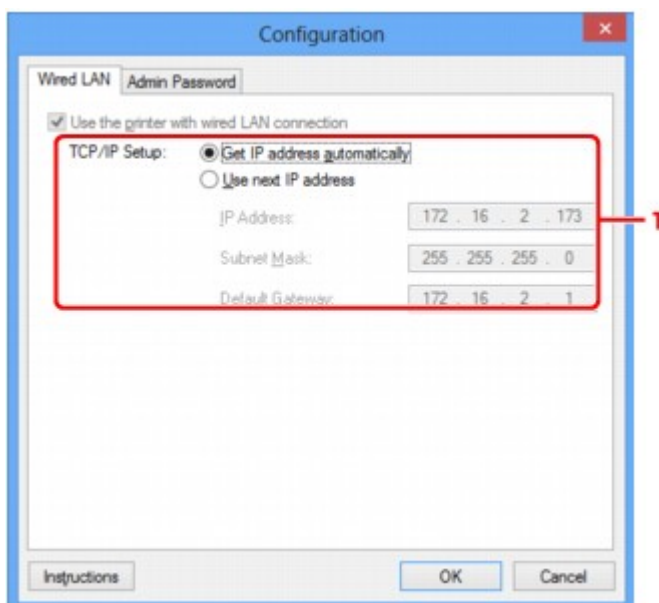 Configuration
Wired LAN Admin Password
Use the printer with wired LAN connection
TCP/IP Setup: Get IP address automatically
Use next IP address
IP Address: 172 . 16 . 2 . 173
1
Subnet Mask: 255 . 255 . 255 . 0
Default Gateway: 172 . 16 . 2 . 1
Instructions OK Cancel